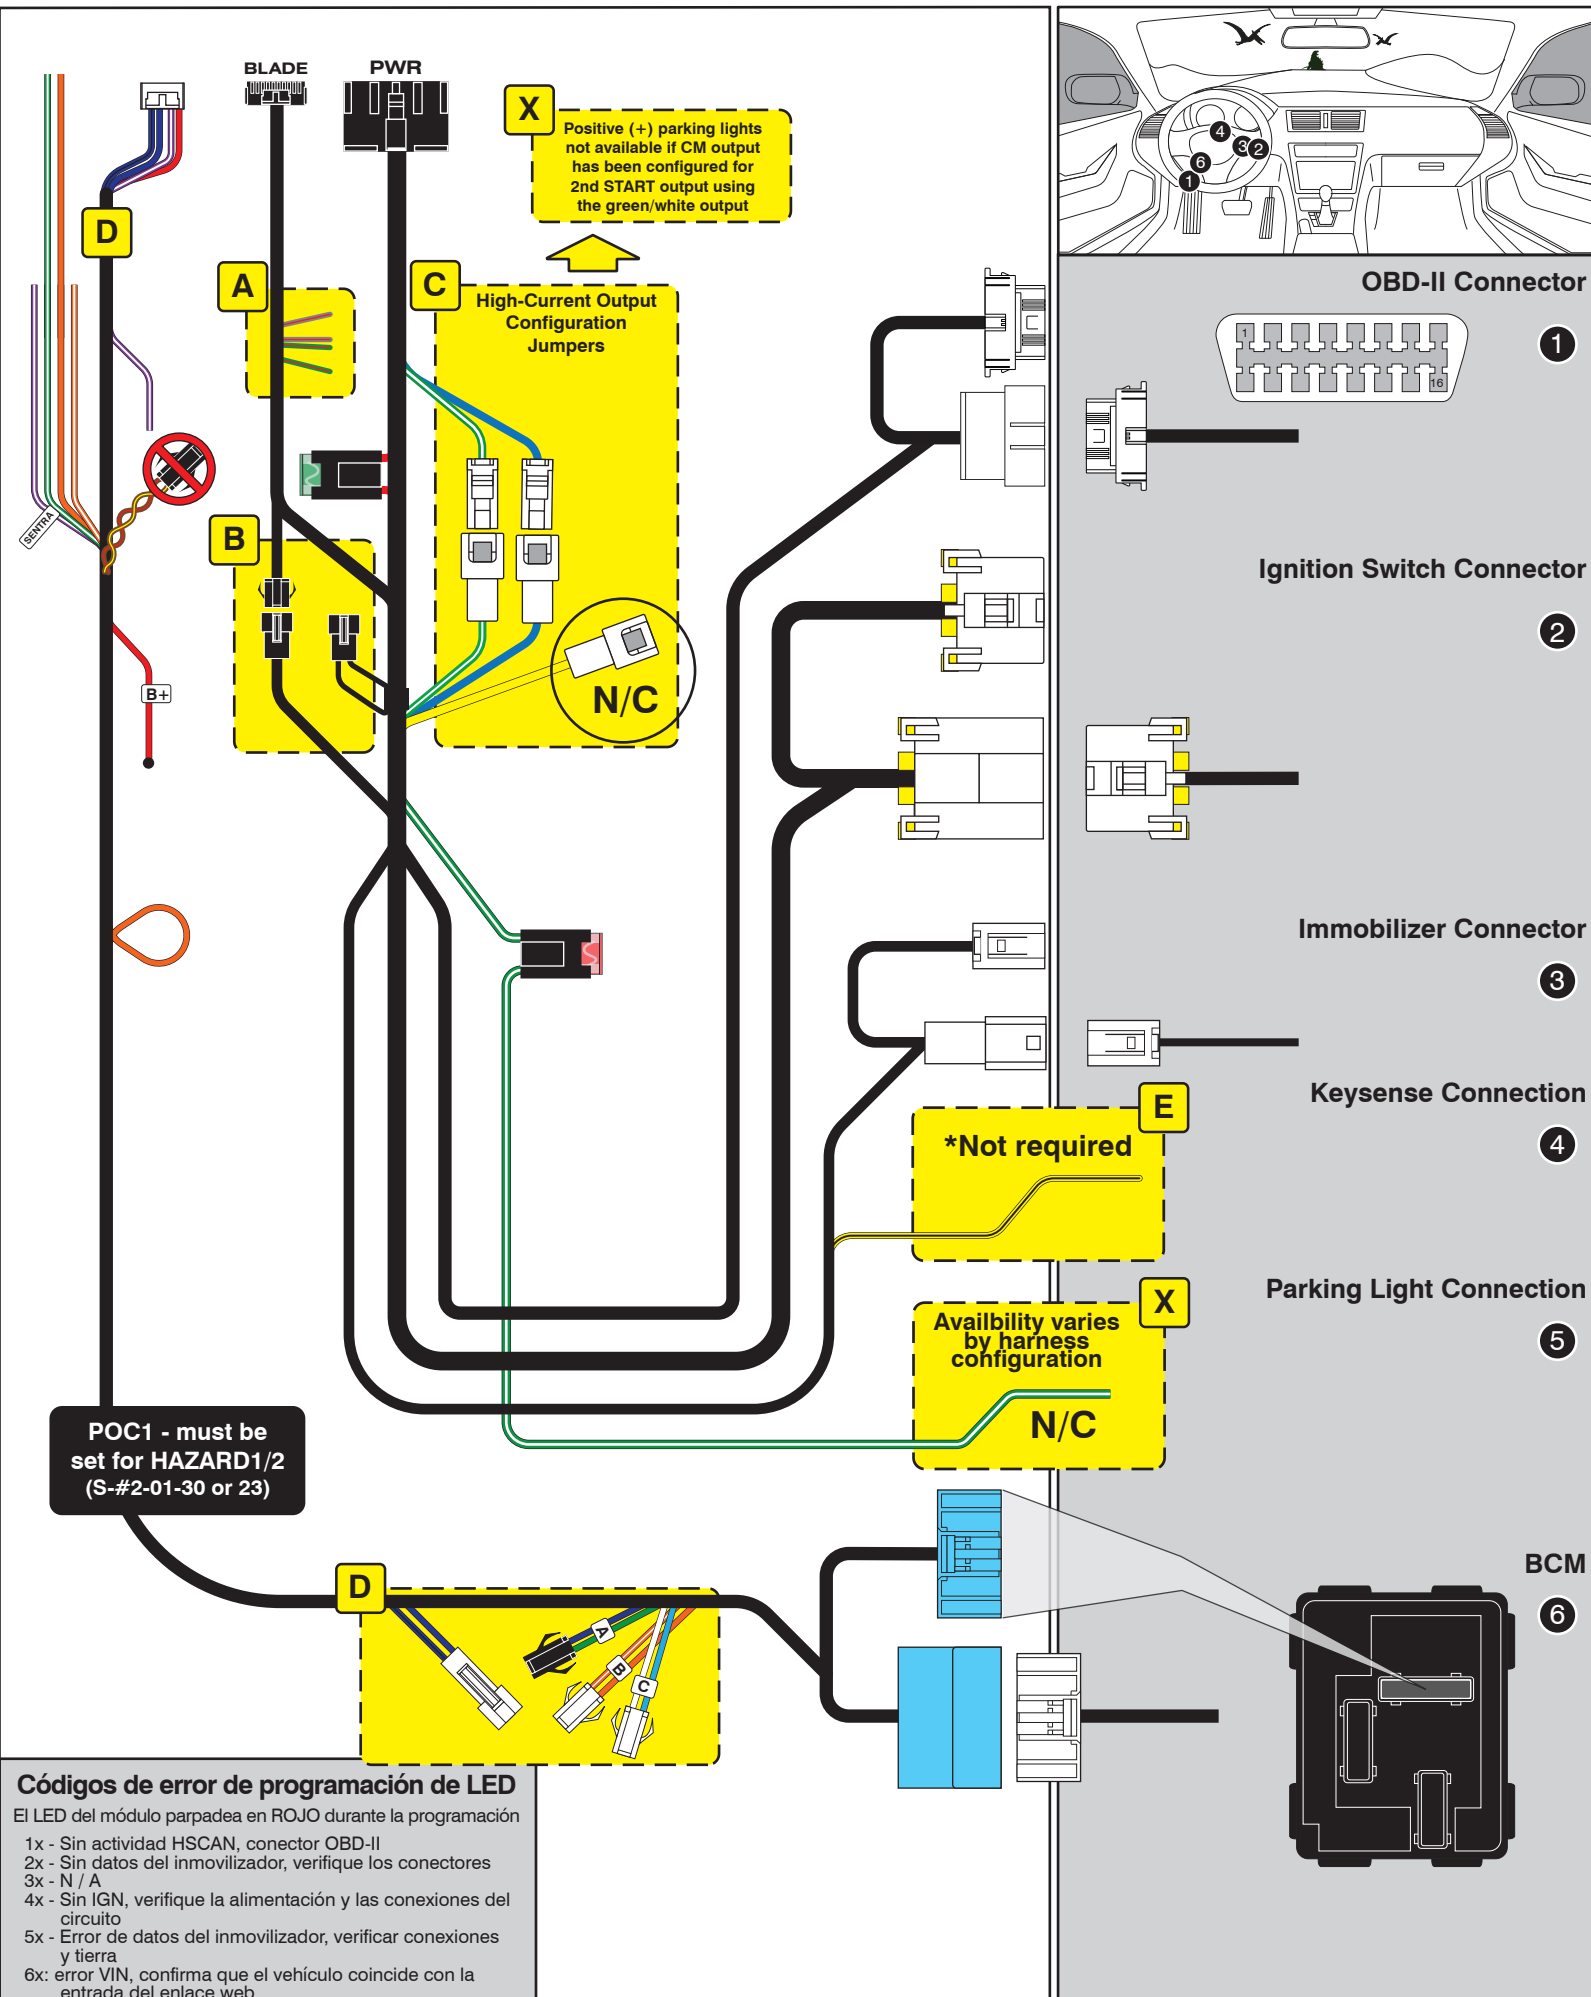 BLADE
PWR
X
Positive (+) parking lights
not available if CM output
has been configured for
2nd START output using
the green/white output
4
3
2
6
1
D
A
C
High-Current Output
Configuration
Jumpers
OBD-II Connector
1
1
16
SENTRA
B
Ignition Switch Connector
2
B+
N/C
Immobilizer Connector
3
Keysense Connection
4
E
*Not required
Parking Light Connection
5
X
Availbility varies
by harness
configuration
N/C
POC1 - must be
set for HAZARD1/2
(S-#2-01-30 or 23)
BCM
6
D
A
B
C
Códigos de error de programación de LED
El LED del módulo parpadea en ROJO durante la programación
1x - Sin actividad HSCAN, conector OBD-II
2x - Sin datos del inmovilizador, verifique los conectores
3x - N / A
4x - Sin IGN, verifique la alimentación y las conexiones del
circuito
5x - Error de datos del inmovilizador, verificar conexiones
y tierra
6x: error VIN, confirma que el vehículo coincide con la
entrada del enlace web